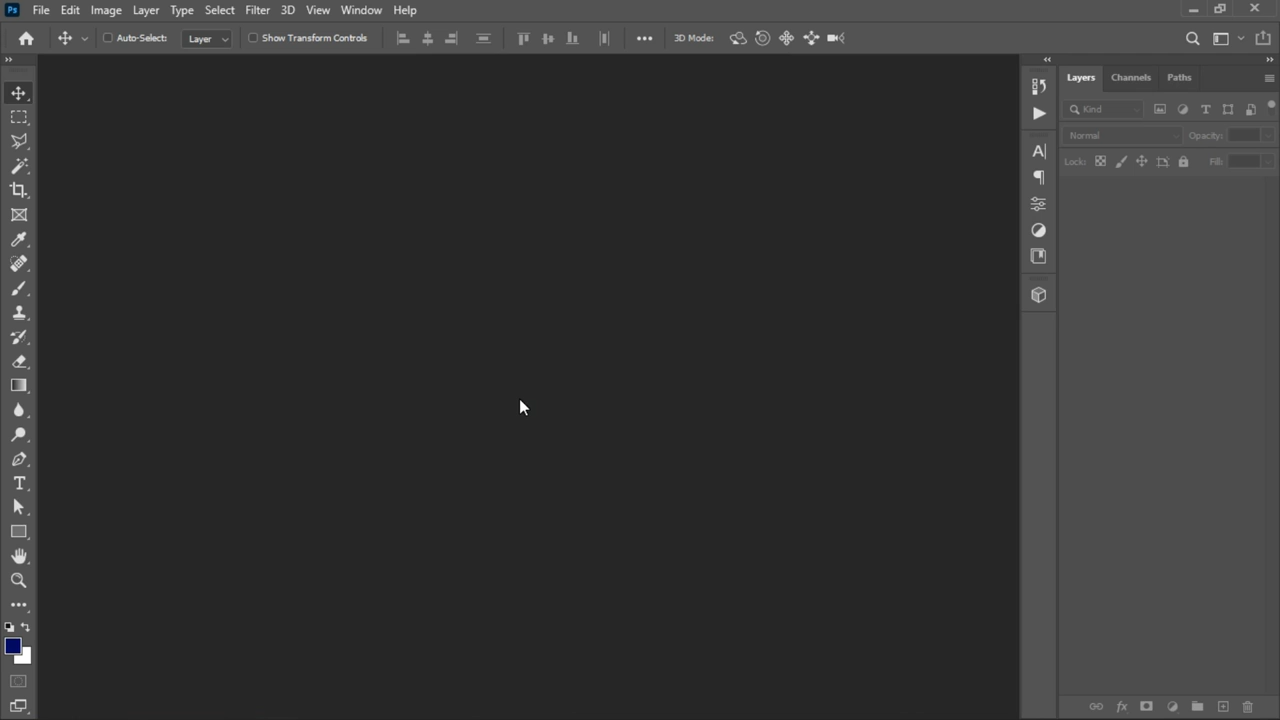 Ps File Edit Image Layer Type Select Filter 3D View Window Help
Auto-Select: Layer Show Transform Controls 3D Mode:
Layers Channels Paths
Kind
Normal Opacity:
Lock: Fill: